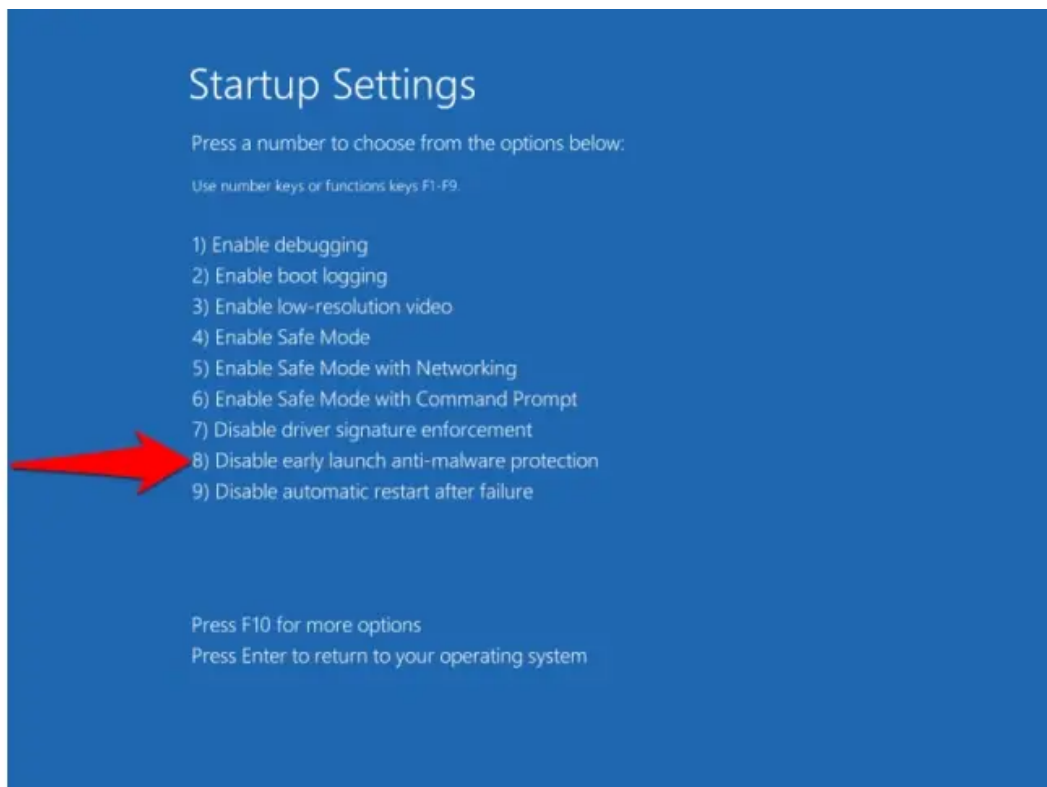 Startup Settings
Press a number to choose from the options below:
Use number keys or functions keys F1-F9.
1) Enable debugging
2) Enable boot logging
3) Enable low-resolution video
4) Enable Safe Mode
5) Enable Safe Mode with Networking
6) Enable Safe Mode with Command Prompt
7) Disable driver signature enforcement
8) Disable early launch anti-malware protection
9) Disable automatic restart after failure
Press F10 for more options
Press Enter to return to your operating system